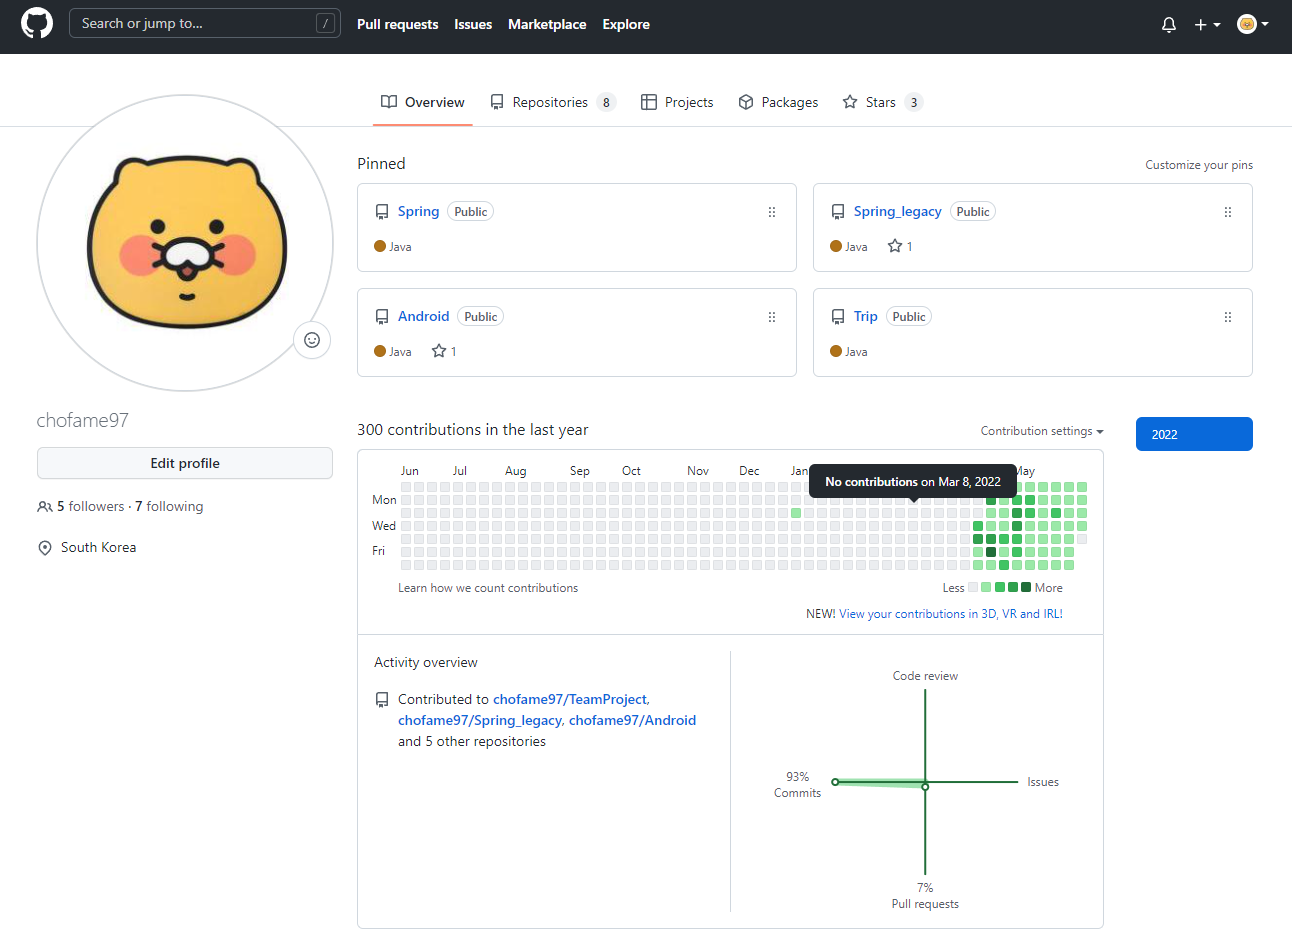 Search or jump to... /
Pull requests Issues Marketplace Explore
Overview Repositories 8 Projects Packages Stars 3
Pinned
Customize your pins
Spring Public
Java
Spring_legacy Public
Java 1
Android Public
Java 1
Trip Public
Java
chofame97
Edit profile
5 followers · 7 following
South Korea
300 contributions in the last year
Contribution settings
2022
Jun Jul Aug Sep Oct Nov Dec Jan May
No contributions on Mar 8, 2022
Mon
Wed
Fri
Learn how we count contributions
Less More
NEW! View your contributions in 3D, VR and IRL!
Activity overview
Contributed to chofame97/TeamProject,
chofame97/Spring_legacy, chofame97/Android
and 5 other repositories
Code review
93%
Commits
Issues
7%
Pull requests